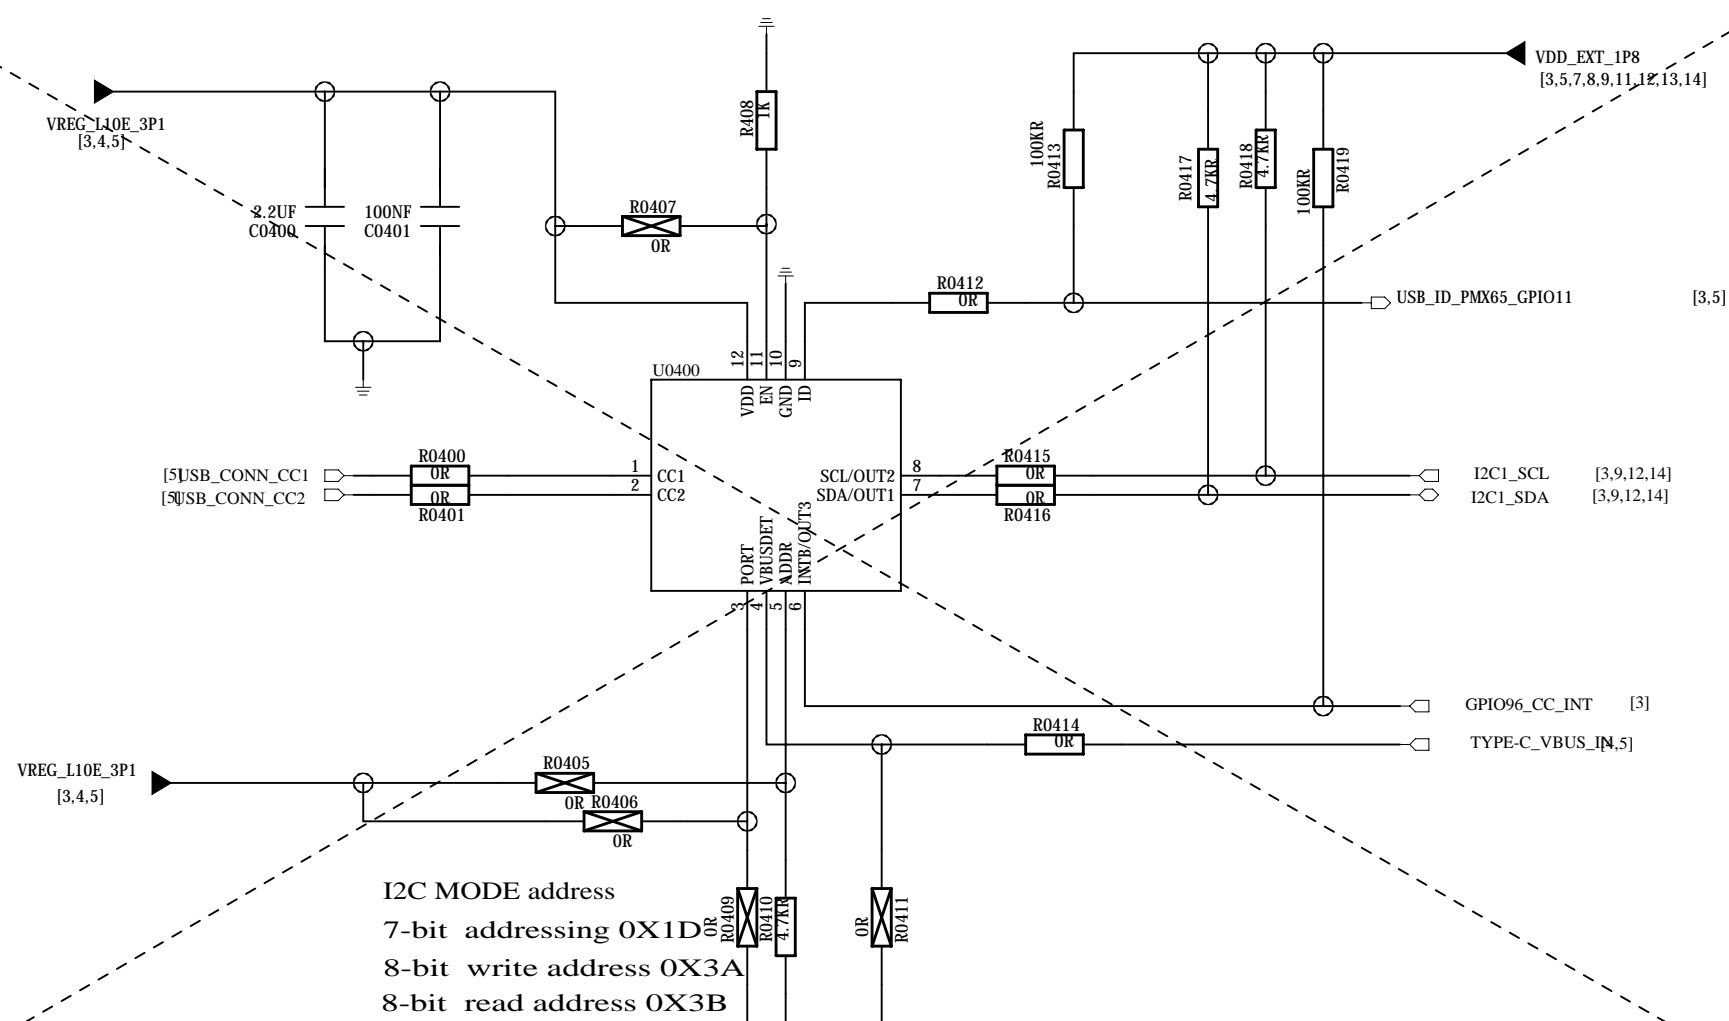 VREG_L10E_3P1
[3,4,5]
2.2UF
C0400
100NF
C0401
R0407
0R
R408
1K
100KR
R0413
R0417
4.7KR
R0418
4.7KR
100KR
R0419
VDD_EXT_1P8
[3,5,7,8,9,11,12,13,14]
R0412
0R
USB_ID_PMX65_GPIO11
[3,5]
U0400
12
11
10
9
VDD
EN
GND
ID
[5]USB_CONN_CC1
[5]USB_CONN_CC2
R0400
0R
0R
R0401
1
2
CC1
CC2
SCL/OUT2
SDA/OUT1
8
7
R0415
0R
0R
R0416
I2C1_SCL
[3,9,12,14]
I2C1_SDA
[3,9,12,14]
PORT
VBUSDET
ADDR
INTB/OUT3
3
4
5
6
GPIO96_CC_INT
[3]
R0414
0R
TYPE-C_VBUS_IN
[4,5]
VREG_L10E_3P1
[3,4,5]
R0405
0R
R0406
0R
I2C MODE address
7-bit addressing 0X1D
8-bit write address 0X3A
8-bit read address 0X3B
0R
R0409
R0410
4.7KR
0R
R0411